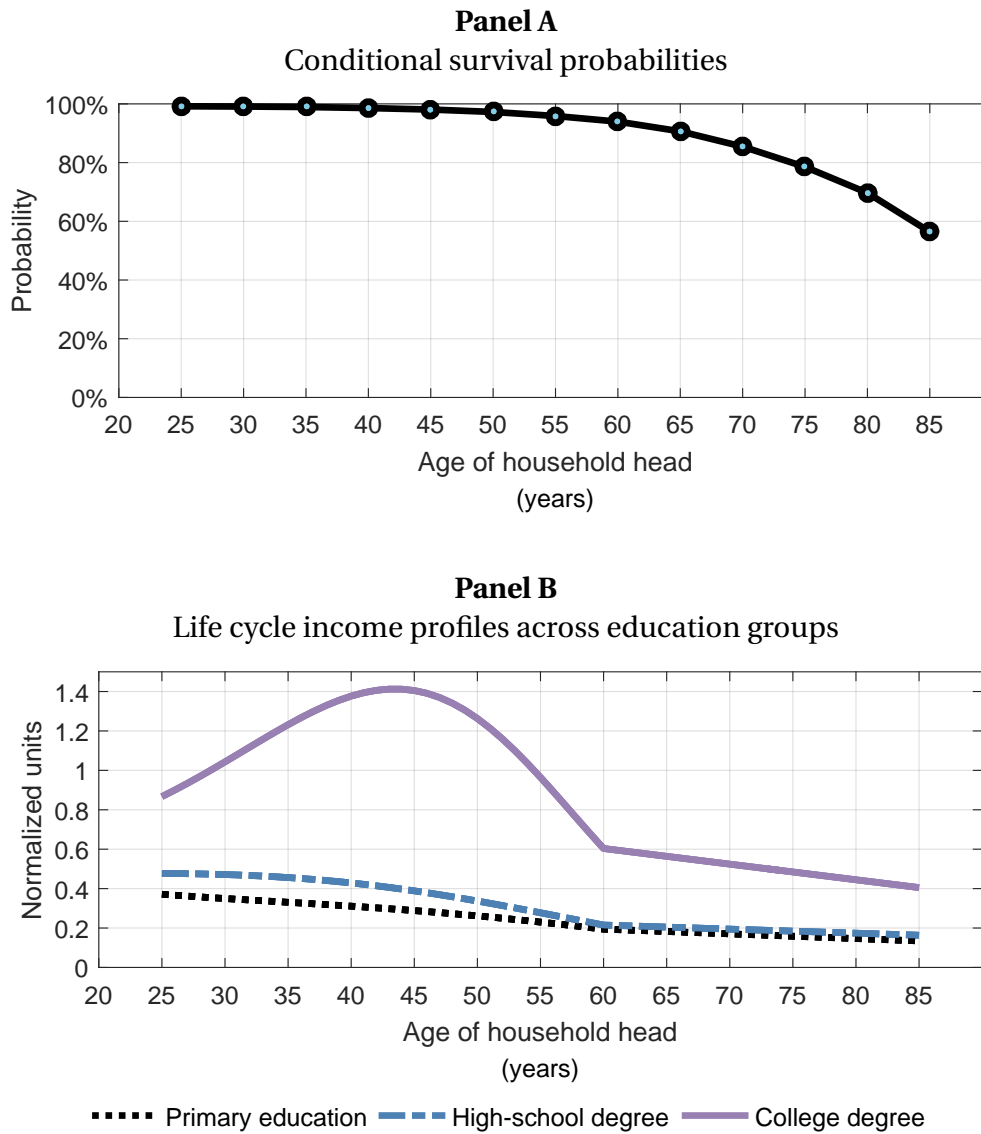 Panel A
Conditional survival probabilities
100%
80%
60%
40%
20%
0%
Probability
20 25 30 35 40 45 50 55 60 65 70 75 80 85
Age of household head
(years)
Panel B
Life cycle income profiles across education groups
1.4
1.2
1
0.8
0.6
0.4
0.2
0
Normalized units
20 25 30 35 40 45 50 55 60 65 70 75 80 85
Age of household head
(years)
Primary education High-school degree College degree